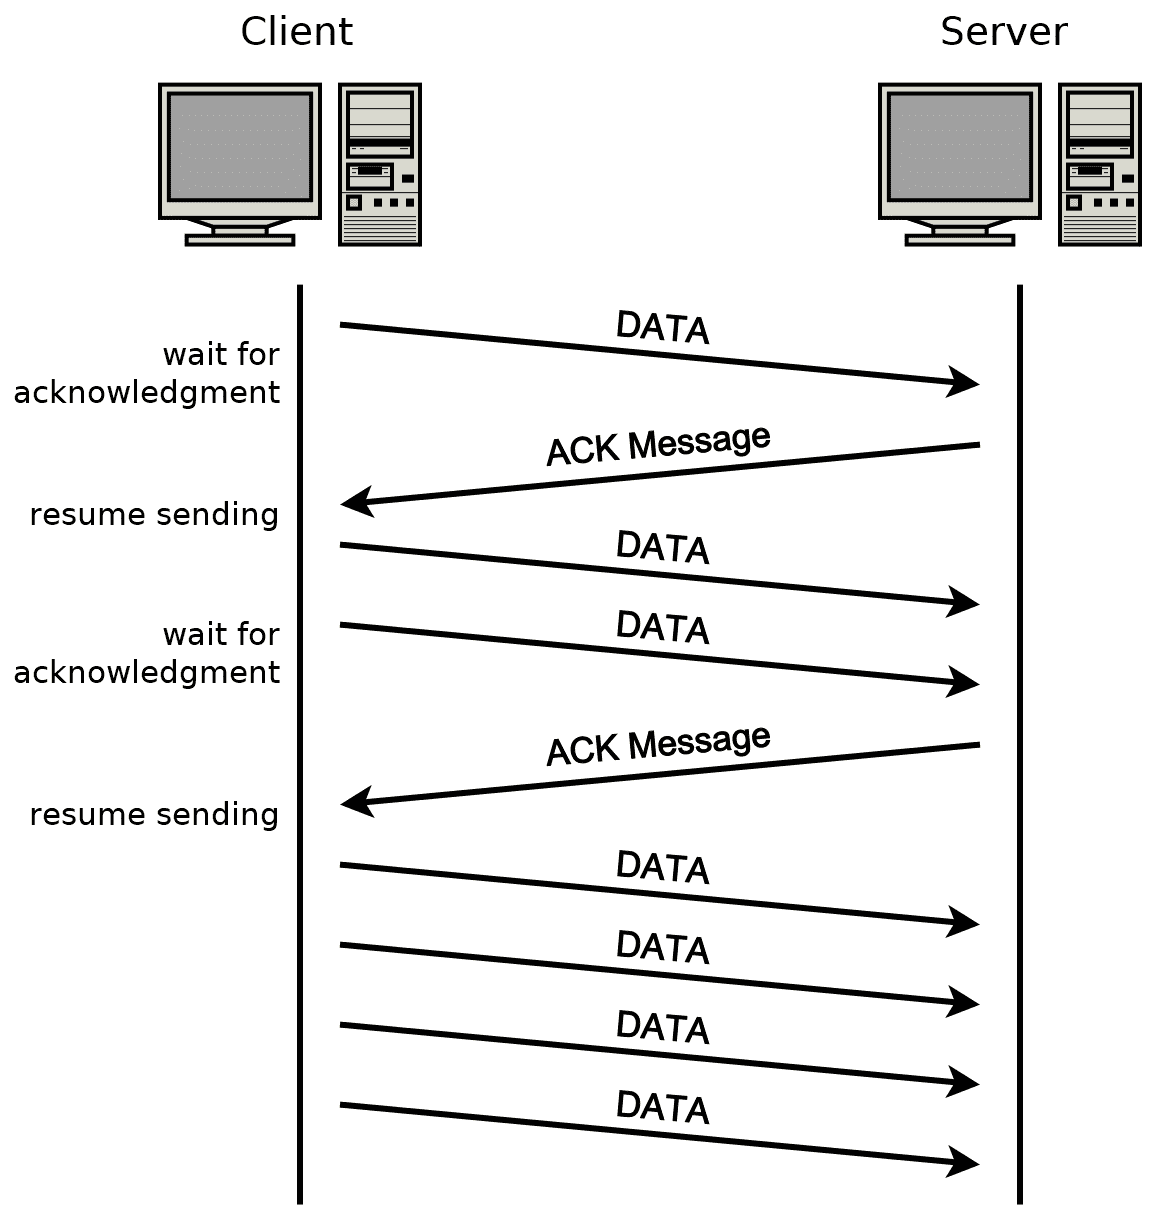 Client
Server
DATA
wait for
acknowledgment
ACK Message
resume sending
DATA
DATA
wait for
acknowledgment
ACK Message
resume sending
DATA
DATA
DATA
DATA